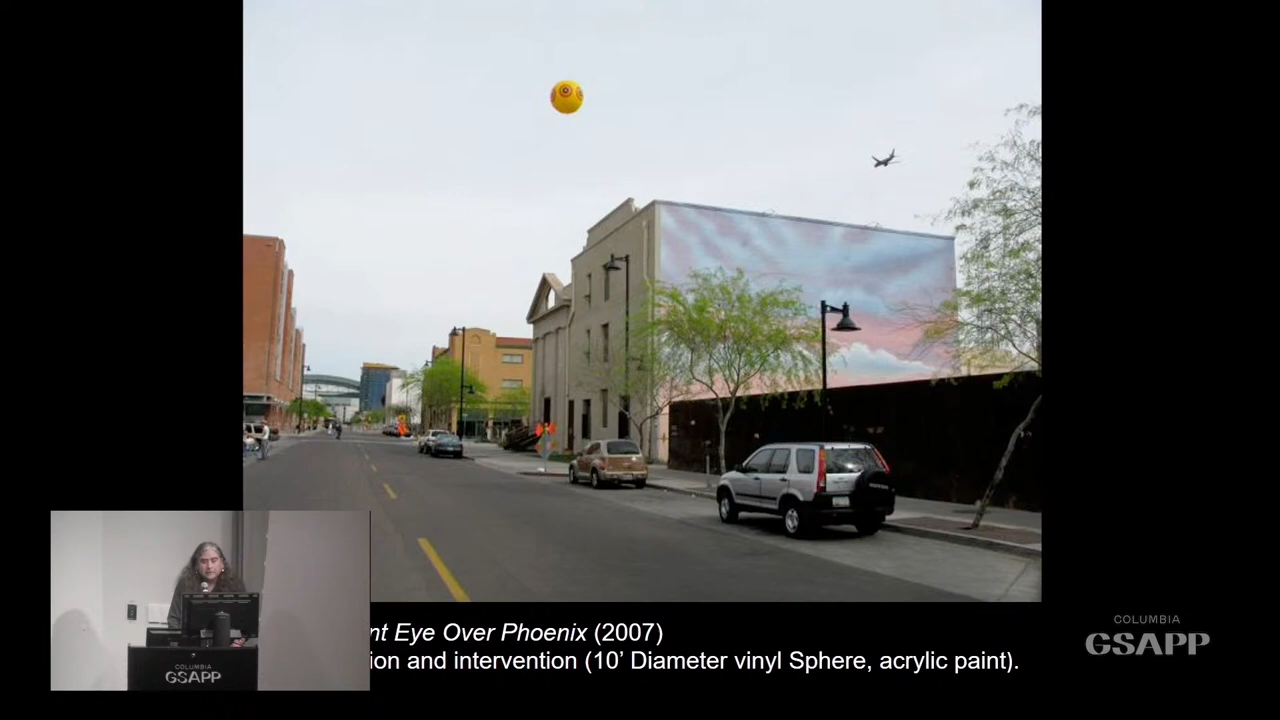 nt Eye Over Phoenix (2007)
ion and intervention (10’ Diameter vinyl Sphere, acrylic paint).
COLUMBIA
GSAPP
COLUMBIA
GSAPP